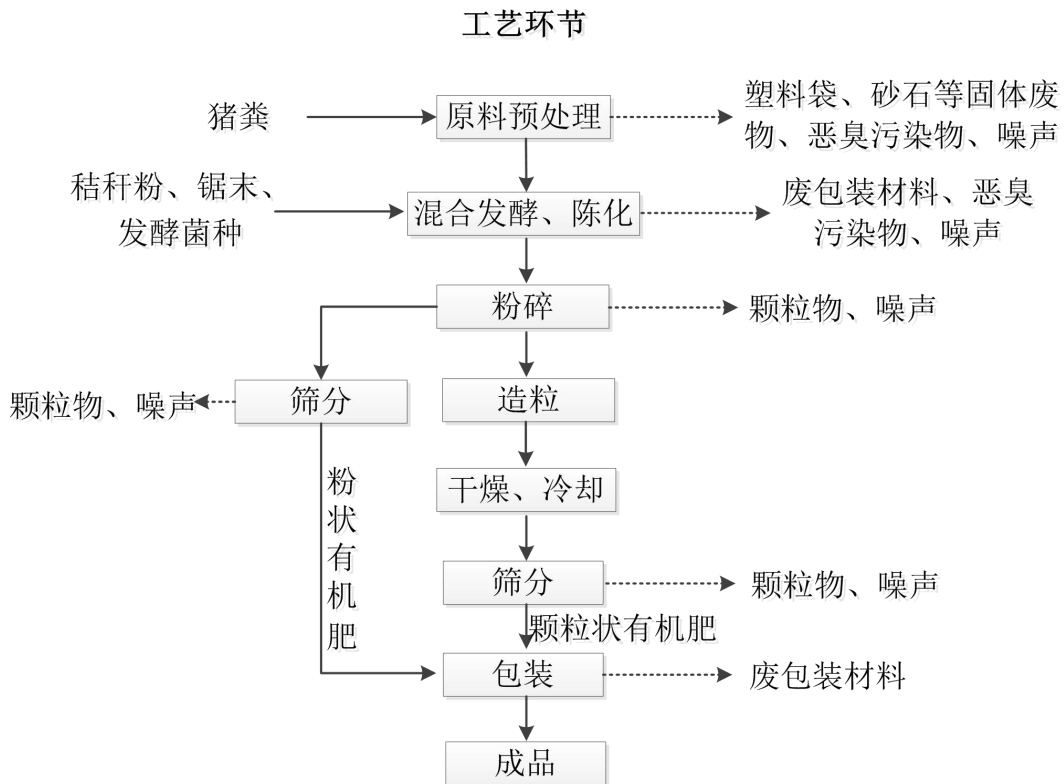 工艺环节
猪粪
原料预处理
塑料袋、砂石等固体废
物、恶臭污染物、噪声
秸秆粉、锯末、
发酵菌种
混合发酵、陈化
废包装材料、恶臭
污染物、噪声
粉碎
颗粒物、噪声
颗粒物、噪声
筛分
造粒
粉状有机肥
干燥、冷却
筛分
颗粒物、噪声
颗粒状有机肥
包装
废包装材料
成品